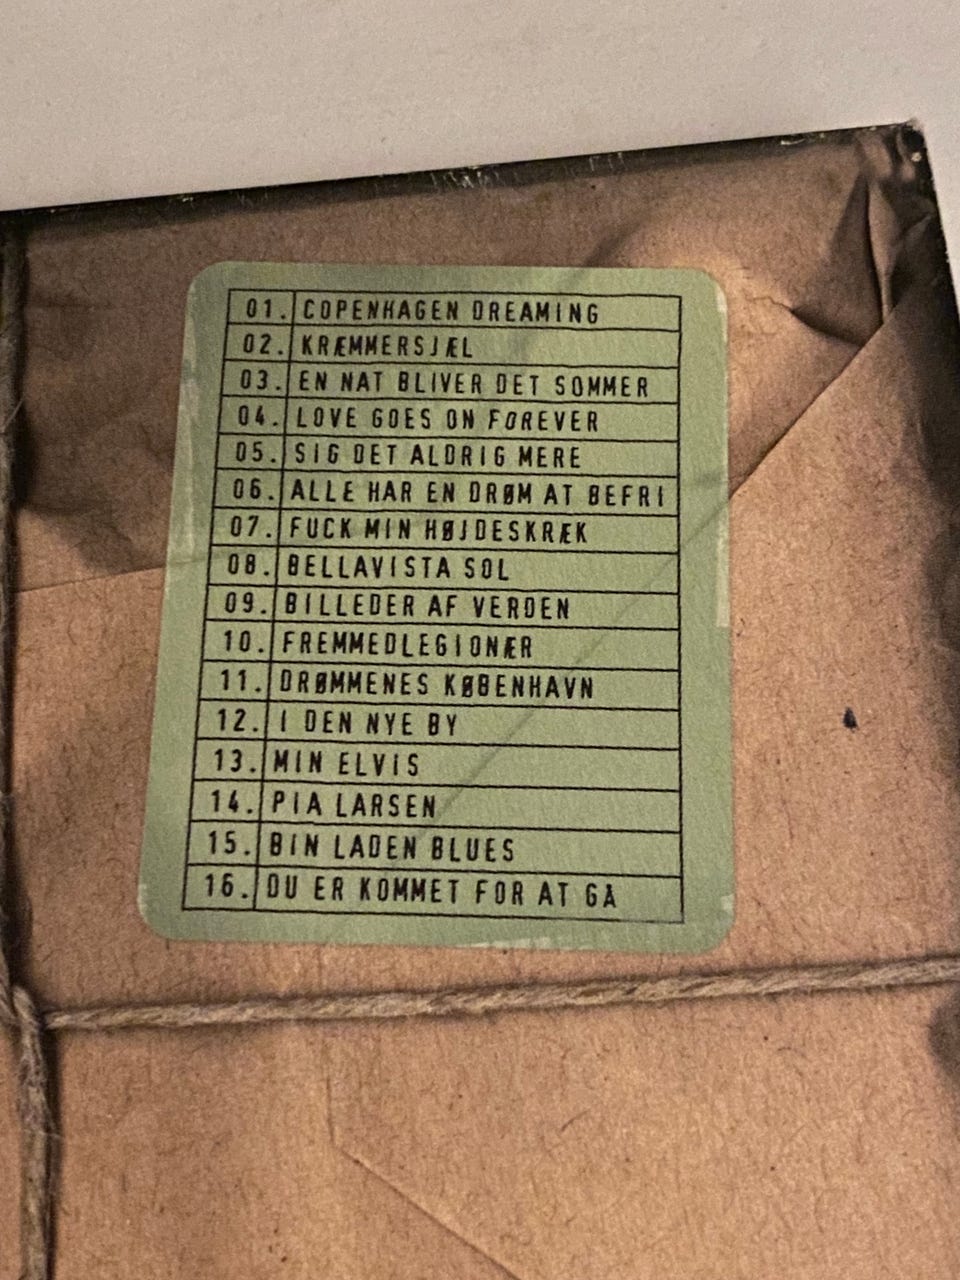 01. COPENHAGEN DREAMING
02. KRÆMMERSJÆL
03. EN NAT BLIVER DET SOMMER
04. LOVE GOES ON FOREVER
05. SIG DET ALDRIG MERE
06. ALLE HAR EN DRØM AT BEFRI
07. FUCK MIN HØJDESKRÆK
08. BELLAVISTA SOL
09. BILLEDER AF VERDEN
10. FREMMEDLEGIONÆR
11. DRØMMENES KØBENHAVN
12. I DEN NYE BY
13. MIN ELVIS
14. PIA LARSEN
15. BIN LADEN BLUES
16. DU ER KOMMET FOR AT GÅ